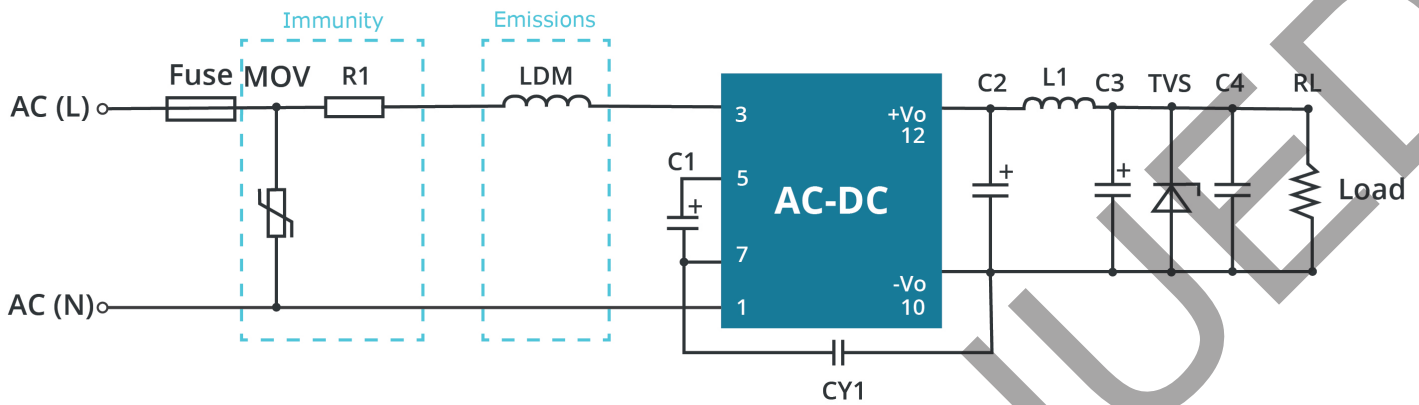 Immunity
Emissions
Fuse
MOV
R1
LDM
AC (L)
3
+Vo
12
C2
L1
C3
TVS
C4
RL
C1
+
5
AC-DC
+
+
Load
7
AC (N)
1
-Vo
10
CY1